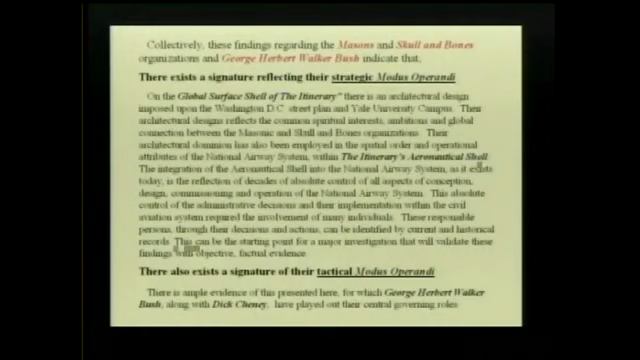 Collectively, these findings regarding the Masons and Skull and Bones
organizations and George Herbert Walker Bush indicate that,
There exists a signature reflecting their strategic Modus Operandi
On the Global Surface Shell of The Itinerary" there is an architectural design
imposed upon the Washington D.C. street plan and Yale University Campus. Their
architectural designs reflects the common spiritual interests, ambitions and global
connection between the Masonic and Skull and Bones organizations. Their
architectural dominion has also been employed in the spatial order and operational
attributes of the National Airway System, within The Itinerary's Aeronautical Shell
The integration of the Aeronautical Shell into the National Airway System, as it exists
today, is the reflection of decades of absolute control of all aspects of conception,
design, commissioning and operation of the National Airway System. This absolute
control of the administrative decisions and their implementation within the civil
aviation system required the involvement of many individuals. These responsible
persons, through their decisions and actions, can be identified by current and historical
records. This can be the starting point for a major investigation that will validate these
findings with objective, factual evidence.
There also exists a signature of their tactical Modus Operandi
There is ample evidence of this presented here, for which George Herbert Walker
Bush, along with Dick Cheney, have played out their central governing roles